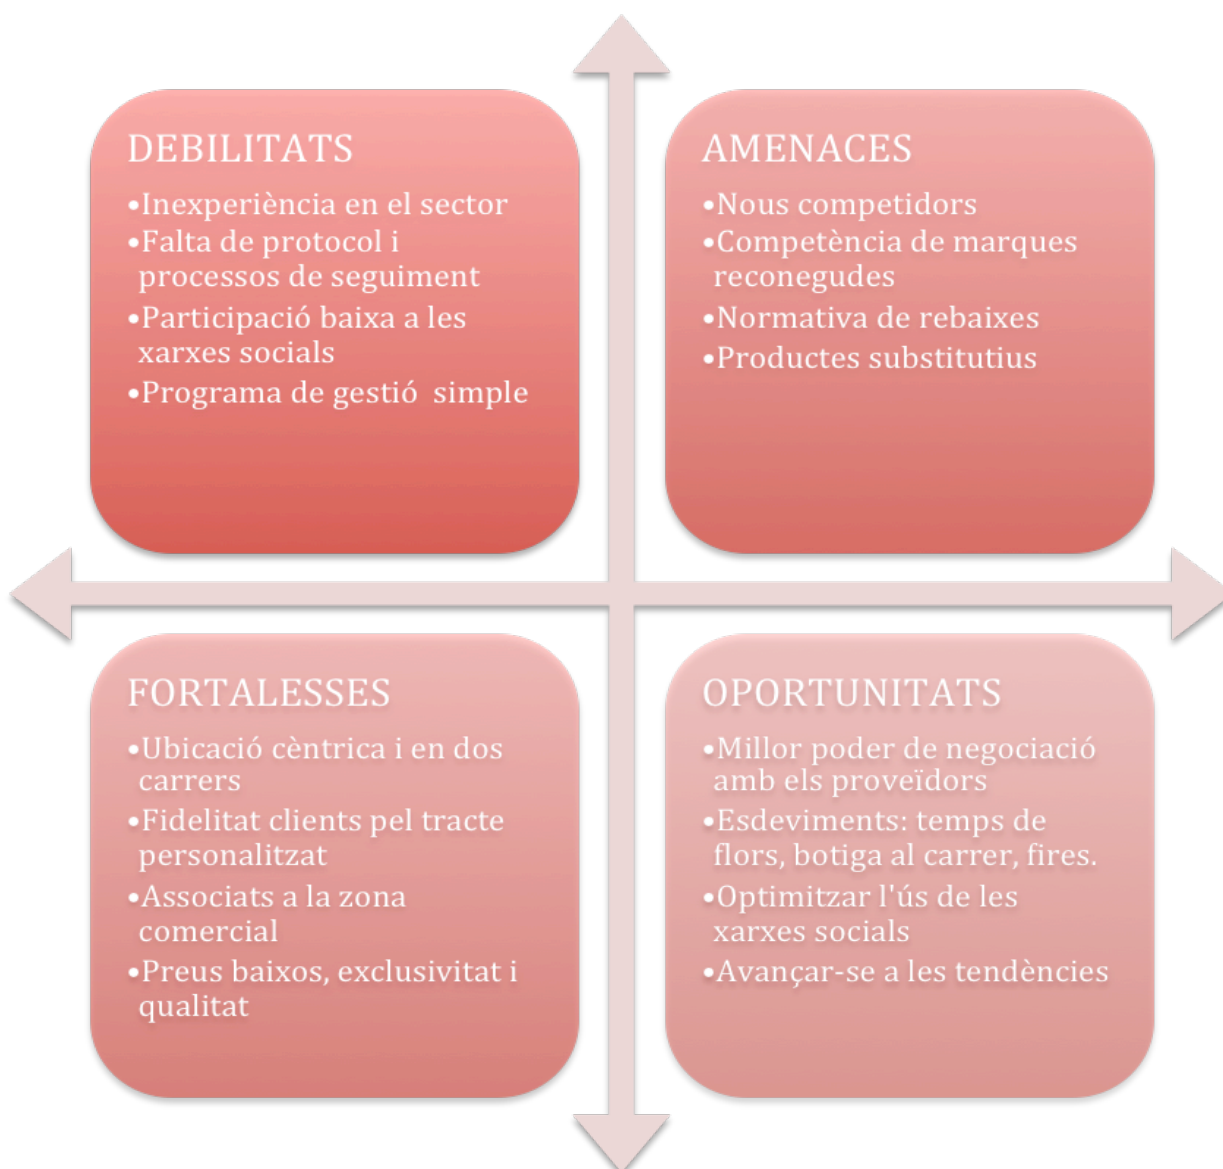 DEBILITATS
•Inexperiència en el sector
•Falta de protocol i
processos de seguiment
•Participació baixa a les
xarxes socials
•Programa de gestió  simple
AMENACES
•Nous competidors
•Competència de marques
reconegudes
•Normativa de rebaixes
•Productes substitutius
FORTALESSES
•Ubicació cèntrica i en dos
carrers
•Fidelitat clients pel tracte
personalitzat
•Associats a la zona
comercial
•Preus baixos, exclusivitat i
qualitat
OPORTUNITATS
•Millor poder de negociació
amb els proveïdors
•Esdeviments: temps de
flors, botiga al carrer, fires.
•Optimitzar l'ús de les
xarxes socials
•Avançar-se a les tendències